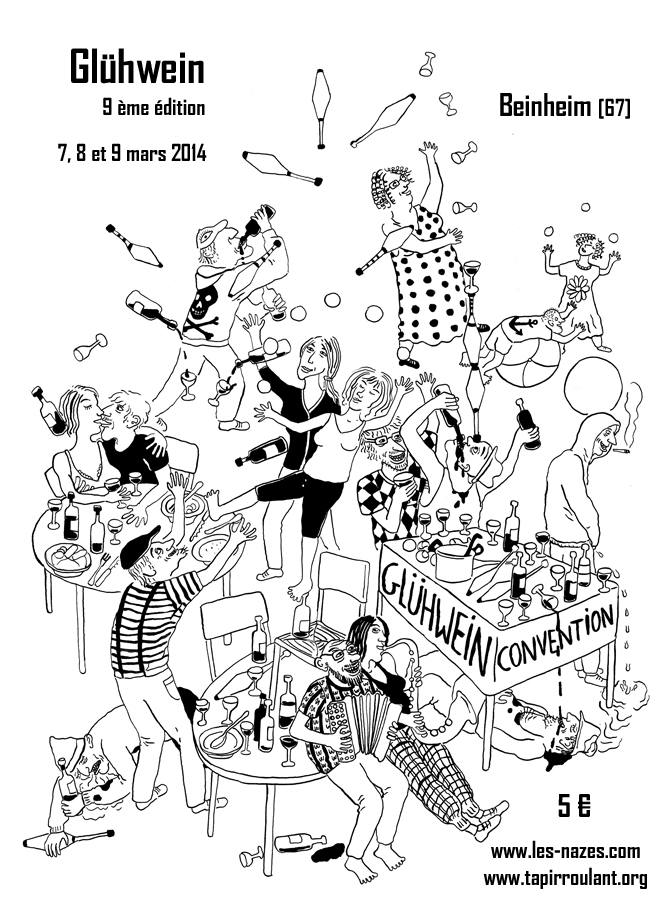 Glühwein
9 ème édition
7, 8 et 9 mars 2014
Beinheim [67]
GLÜHWEIN CONVENTION
5 €
www.les-nazes.com
www.tapirroulant.org